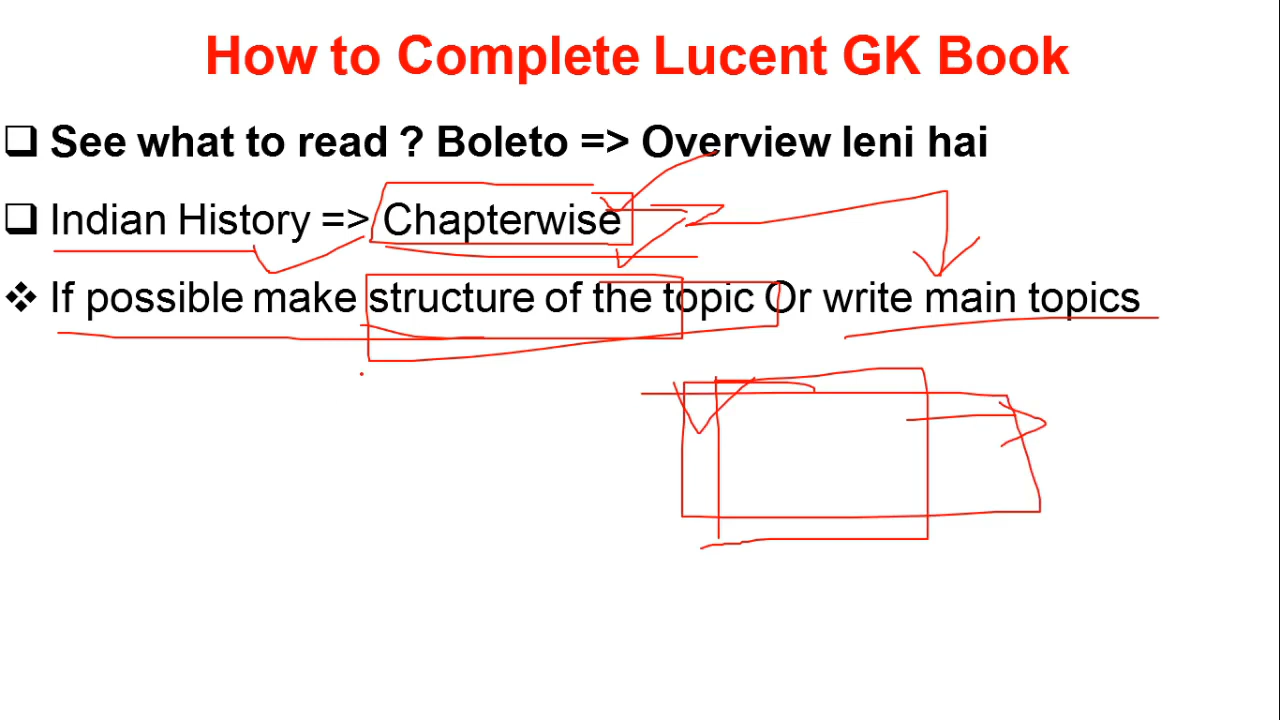 How to Complete Lucent GK Book
See what to read ? Boleto => Overview leni hai
Indian History => Chapterwise
If possible make structure of the topic Or write main topics